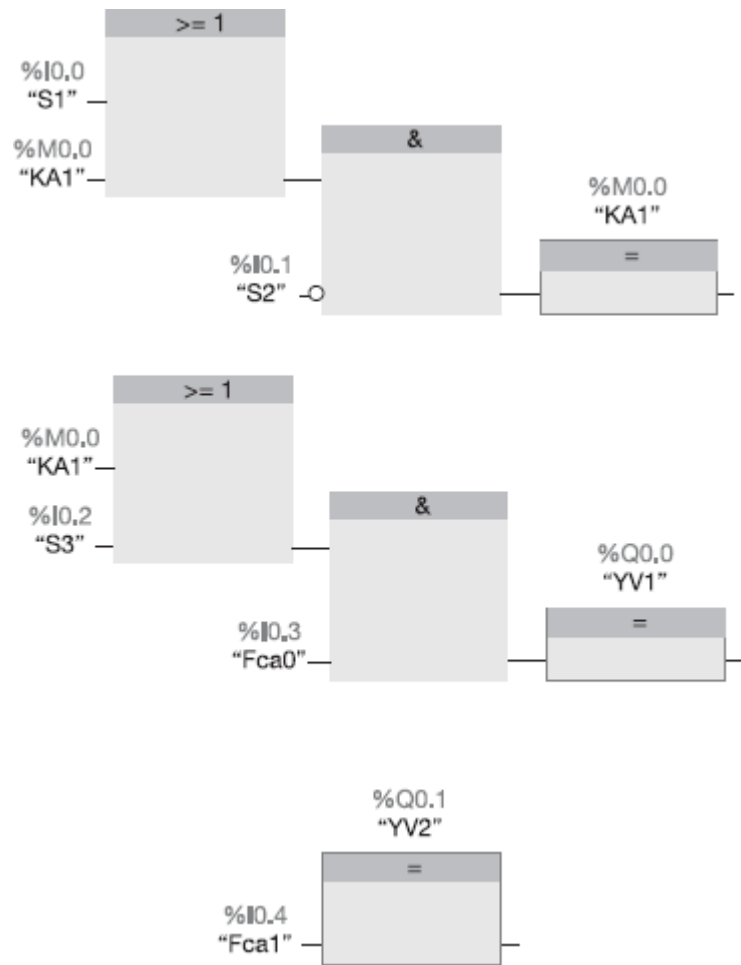 >= 1
%I0.0
“S1”
%M0.0
“KA1”
&
%I0.1
“S2”
%M0.0
“KA1”
=
>= 1
%M0.0
“KA1”
%I0.2
“S3”
&
%I0.3
“Fca0”
%Q0.0
“YV1”
=
%Q0.1
“YV2”
=
%I0.4
“Fca1”